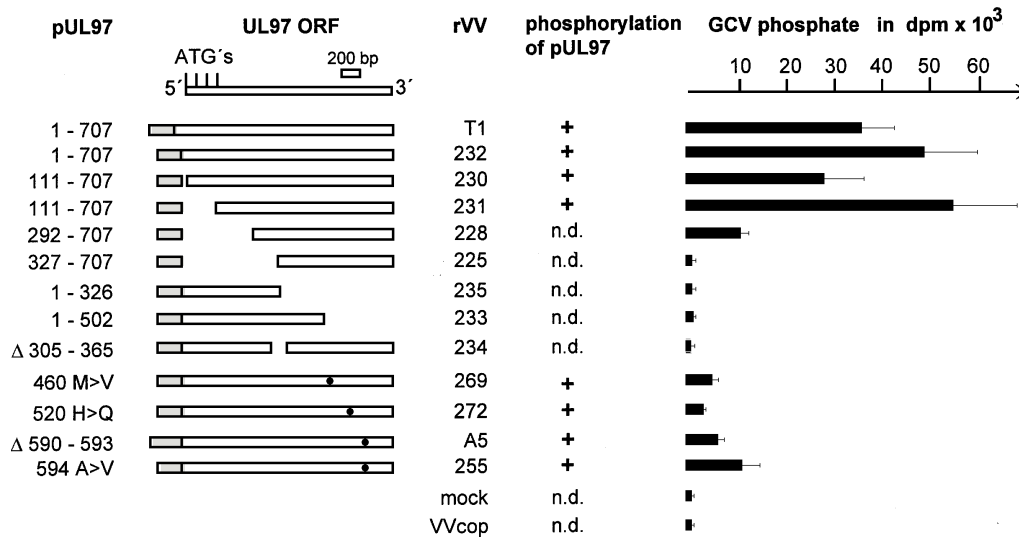 pUL97 UL97 ORF rVV phosphorylation of pUL97 GCV phosphate in dpm x 10³
ATG´s 200 bp
5´ 3´
10 20 30 40 50 60
1 - 707 T1 +
1 - 707 232 +
111 - 707 230 +
111 - 707 231 +
292 - 707 228 n.d.
327 - 707 225 n.d.
1 - 326 235 n.d.
1 - 502 233 n.d.
Δ 305 - 365 234 n.d.
460 M>V 269 +
520 H>Q 272 +
Δ 590 - 593 A5 +
594 A>V 255 +
mock n.d.
VVcop n.d.